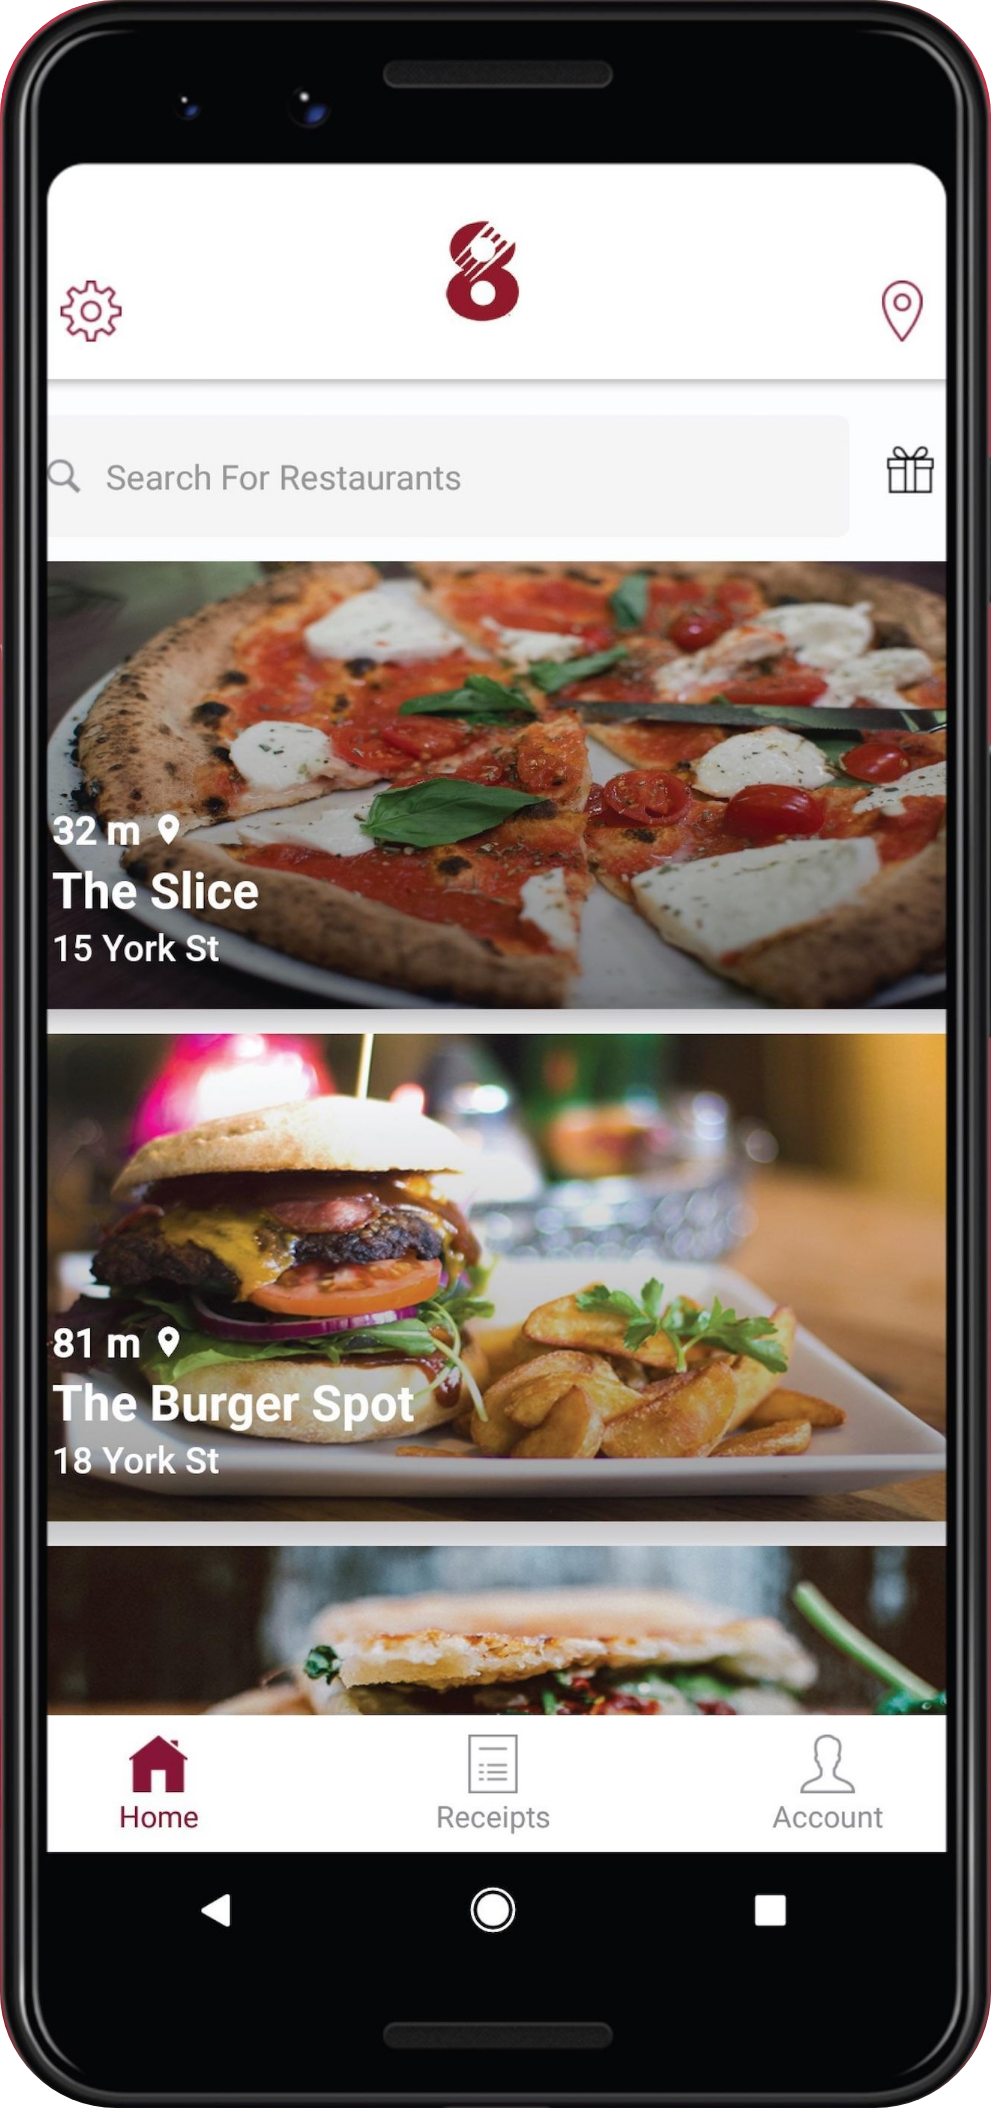 8
Search For Restaurants
32 m
The Slice
15 York St
81 m
The Burger Spot
18 York St
Home
Receipts
Account